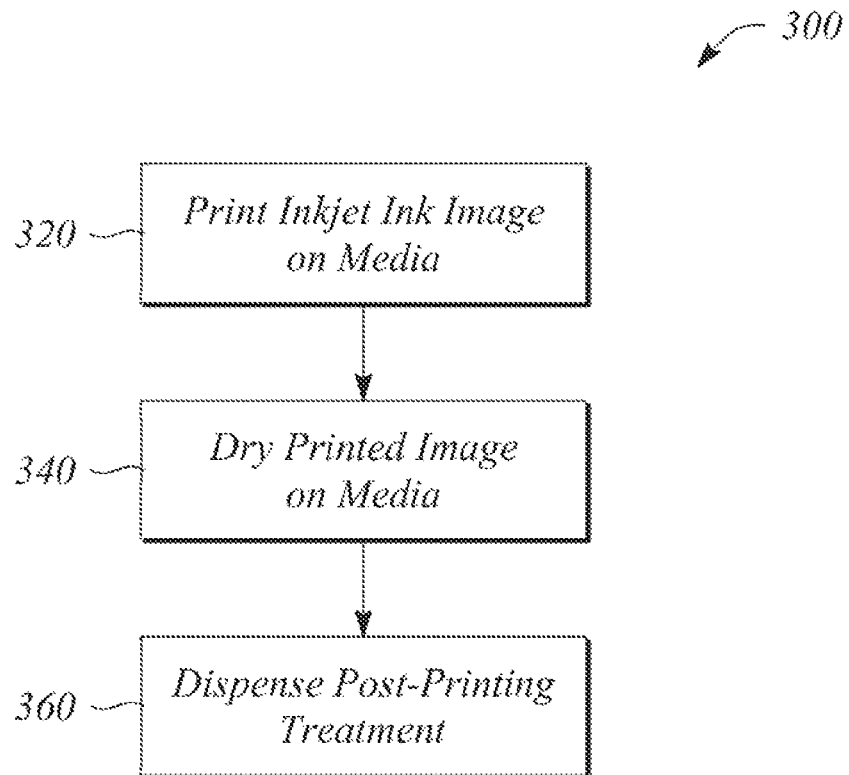 300
320
Print Inkjet Ink Image
on Media
340
Dry Printed Image
on Media
360
Dispense Post-Printing
Treatment